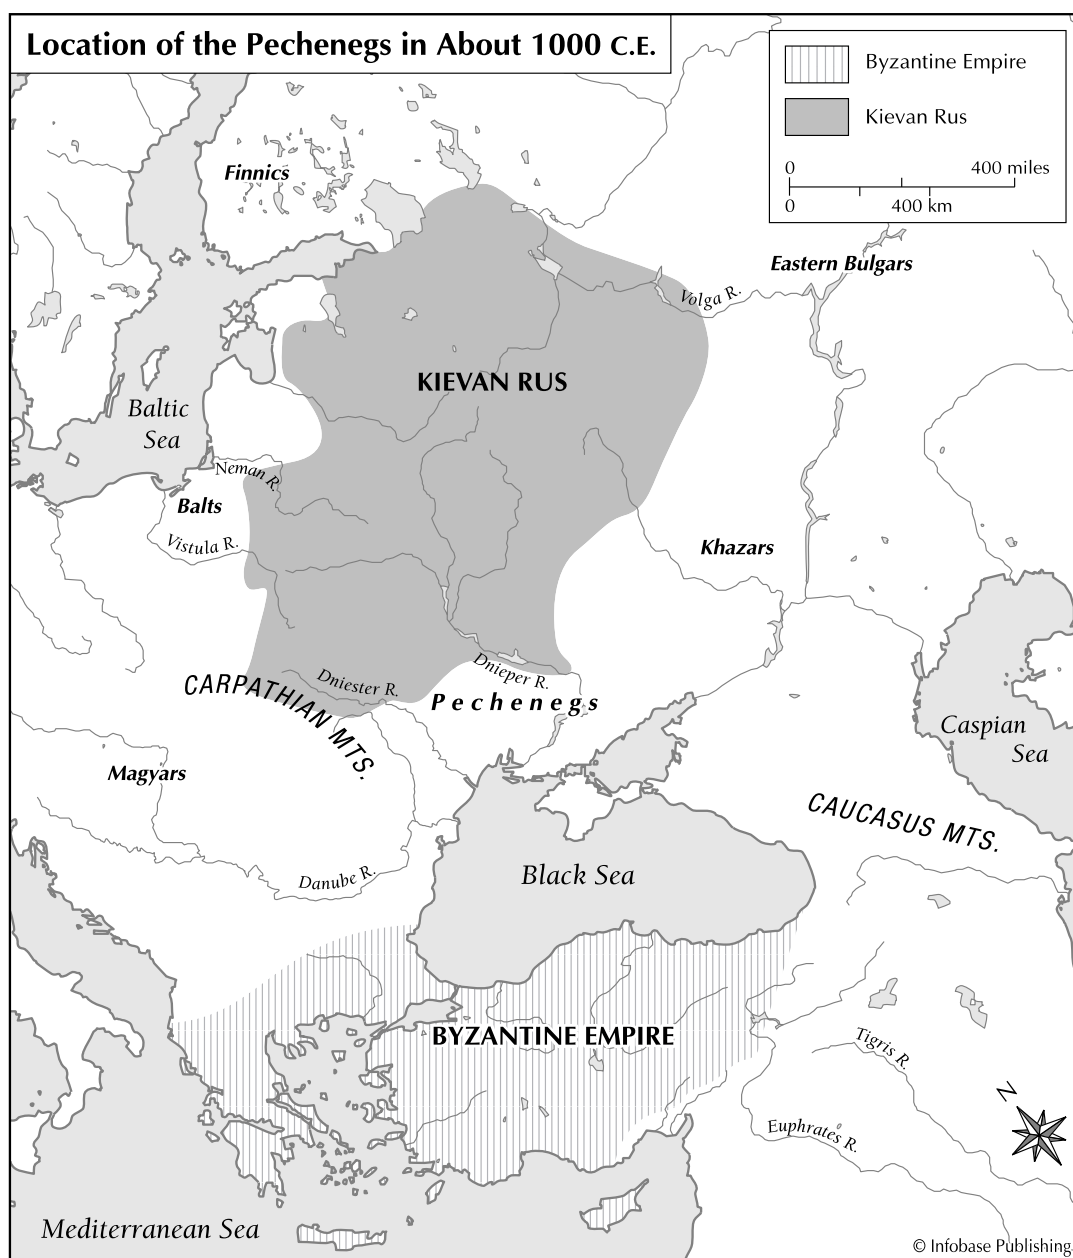 Location of the Pechenegs in About 1000 C.E.
Byzantine Empire
Kievan Rus
0
400 miles
0
400 km
Finnics
Eastern Bulgars
Volga R.
KIEVAN RUS
Baltic
Sea
Neman R.
Balts
Vistula R.
Khazars
Dnieper R.
Dniester R.
Pechenegs
CARPATHIAN MTS.
Caspian
Sea
Magyars
CAUCASUS MTS.
Black Sea
Danube R.
BYZANTINE EMPIRE
Tigris R.
N
Euphrates R.
Mediterranean Sea
© Infobase Publishing